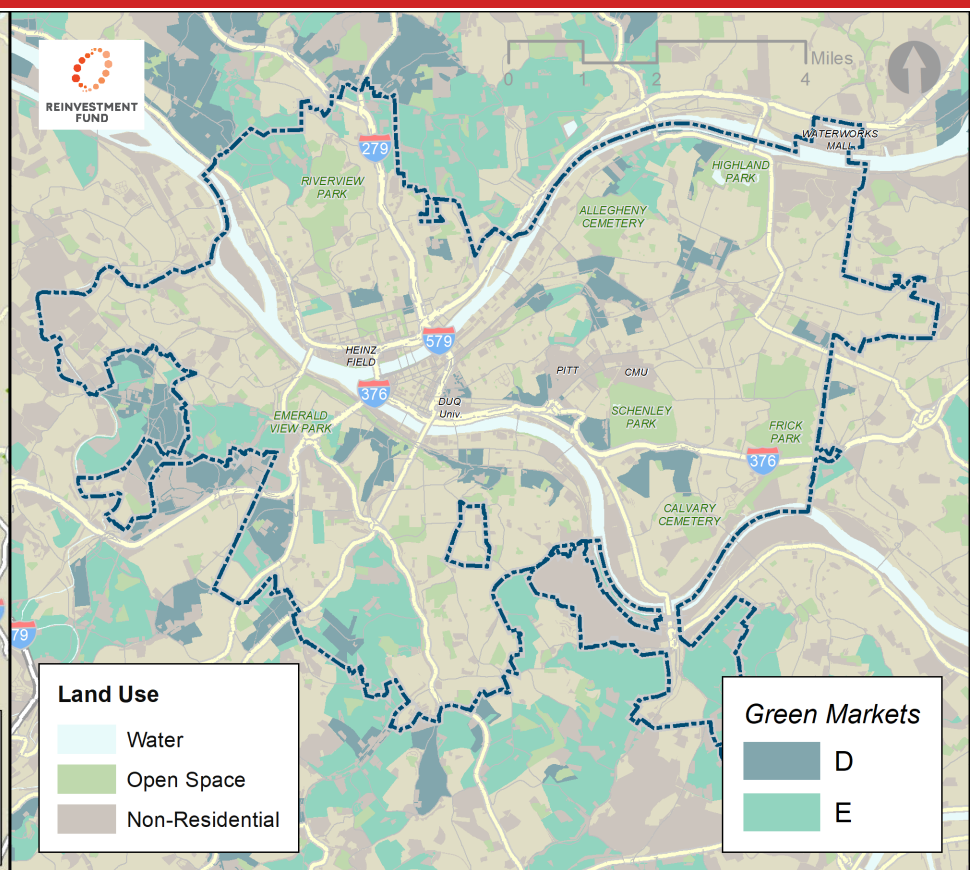 REINVESTMENT
FUND
Miles
0
1
2
4
WATERWORKS
MALL
279
HIGHLAND
PARK
RIVERVIEW
PARK
ALLEGHENY
CEMETERY
579
HEINZ
FIELD
PITT
CMU
376
DUQ
Univ.
EMERALD
VIEW PARK
SCHENLEY
PARK
FRICK
PARK
376
CALVARY
CEMETERY
79
Land Use
Water
Open Space
Non-Residential
Green Markets
D
E